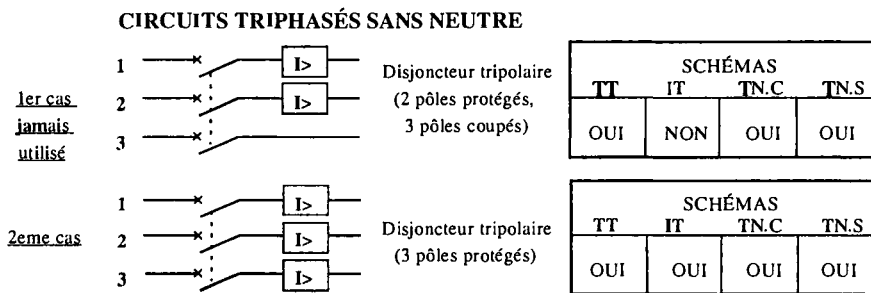 CIRCUITS TRIPHASÉS SANS NEUTRE
1er cas
jamais
utilisé
1 I>
2 I>
3
Disjoncteur tripolaire
(2 pôles protégés,
3 pôles coupés)
SCHÉMAS
TT IT TN.C TN.S
OUI NON OUI OUI
2eme cas
1 I>
2 I>
3 I>
Disjoncteur tripolaire
(3 pôles protégés)
SCHÉMAS
TT IT TN.C TN.S
OUI OUI OUI OUI